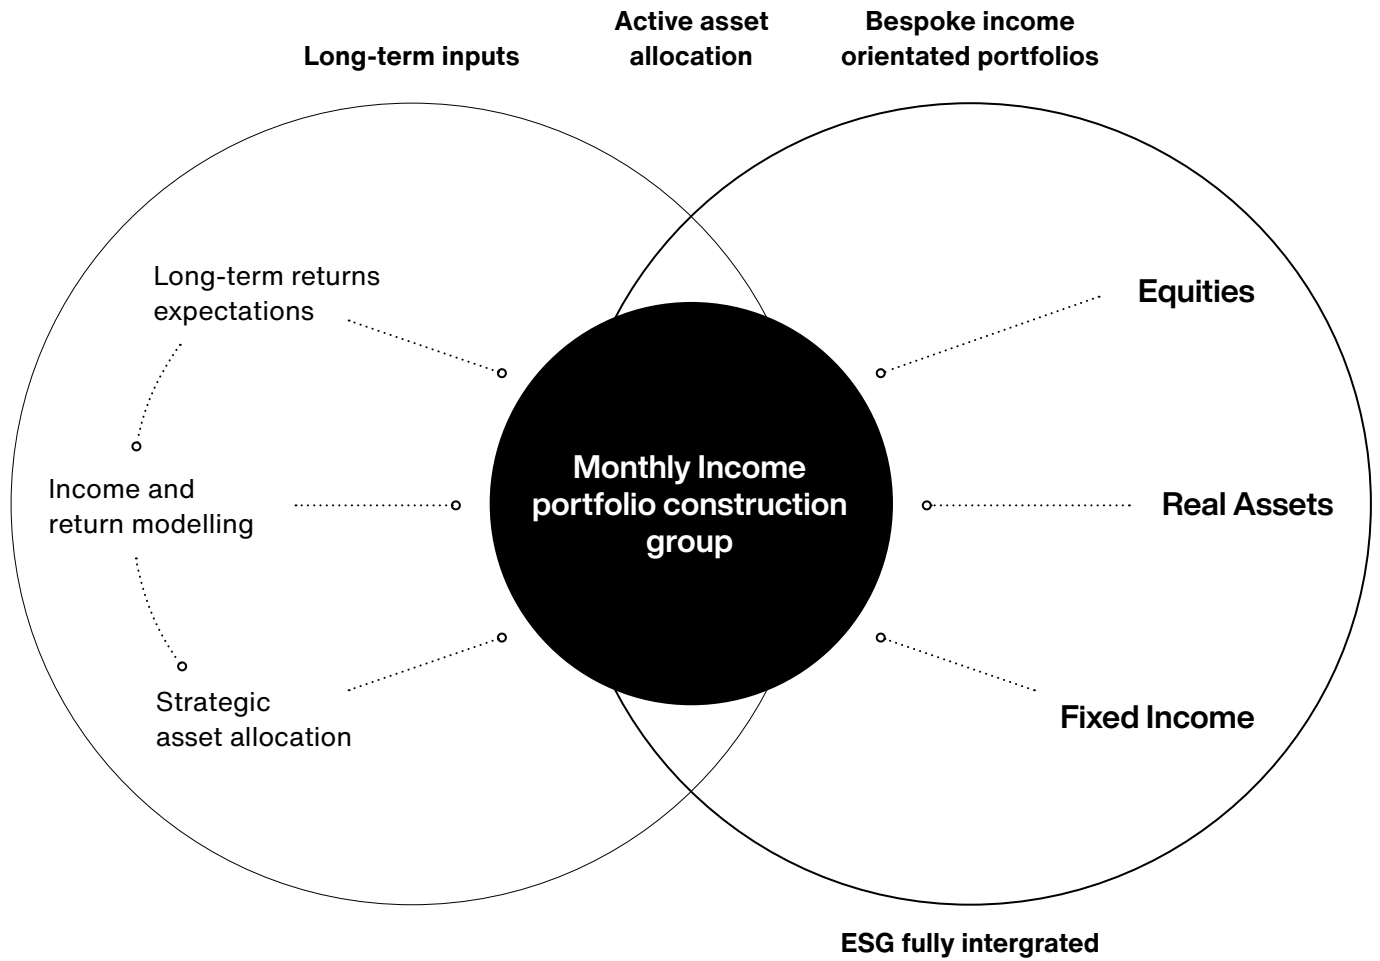 Long-term inputs
Active asset
allocation
Bespoke income
orientated portfolios
Long-term returns
expectations
Income and
return modelling
Strategic
asset allocation
Monthly Income
portfolio construction
group
Equities
Real Assets
Fixed Income
ESG fully intergrated